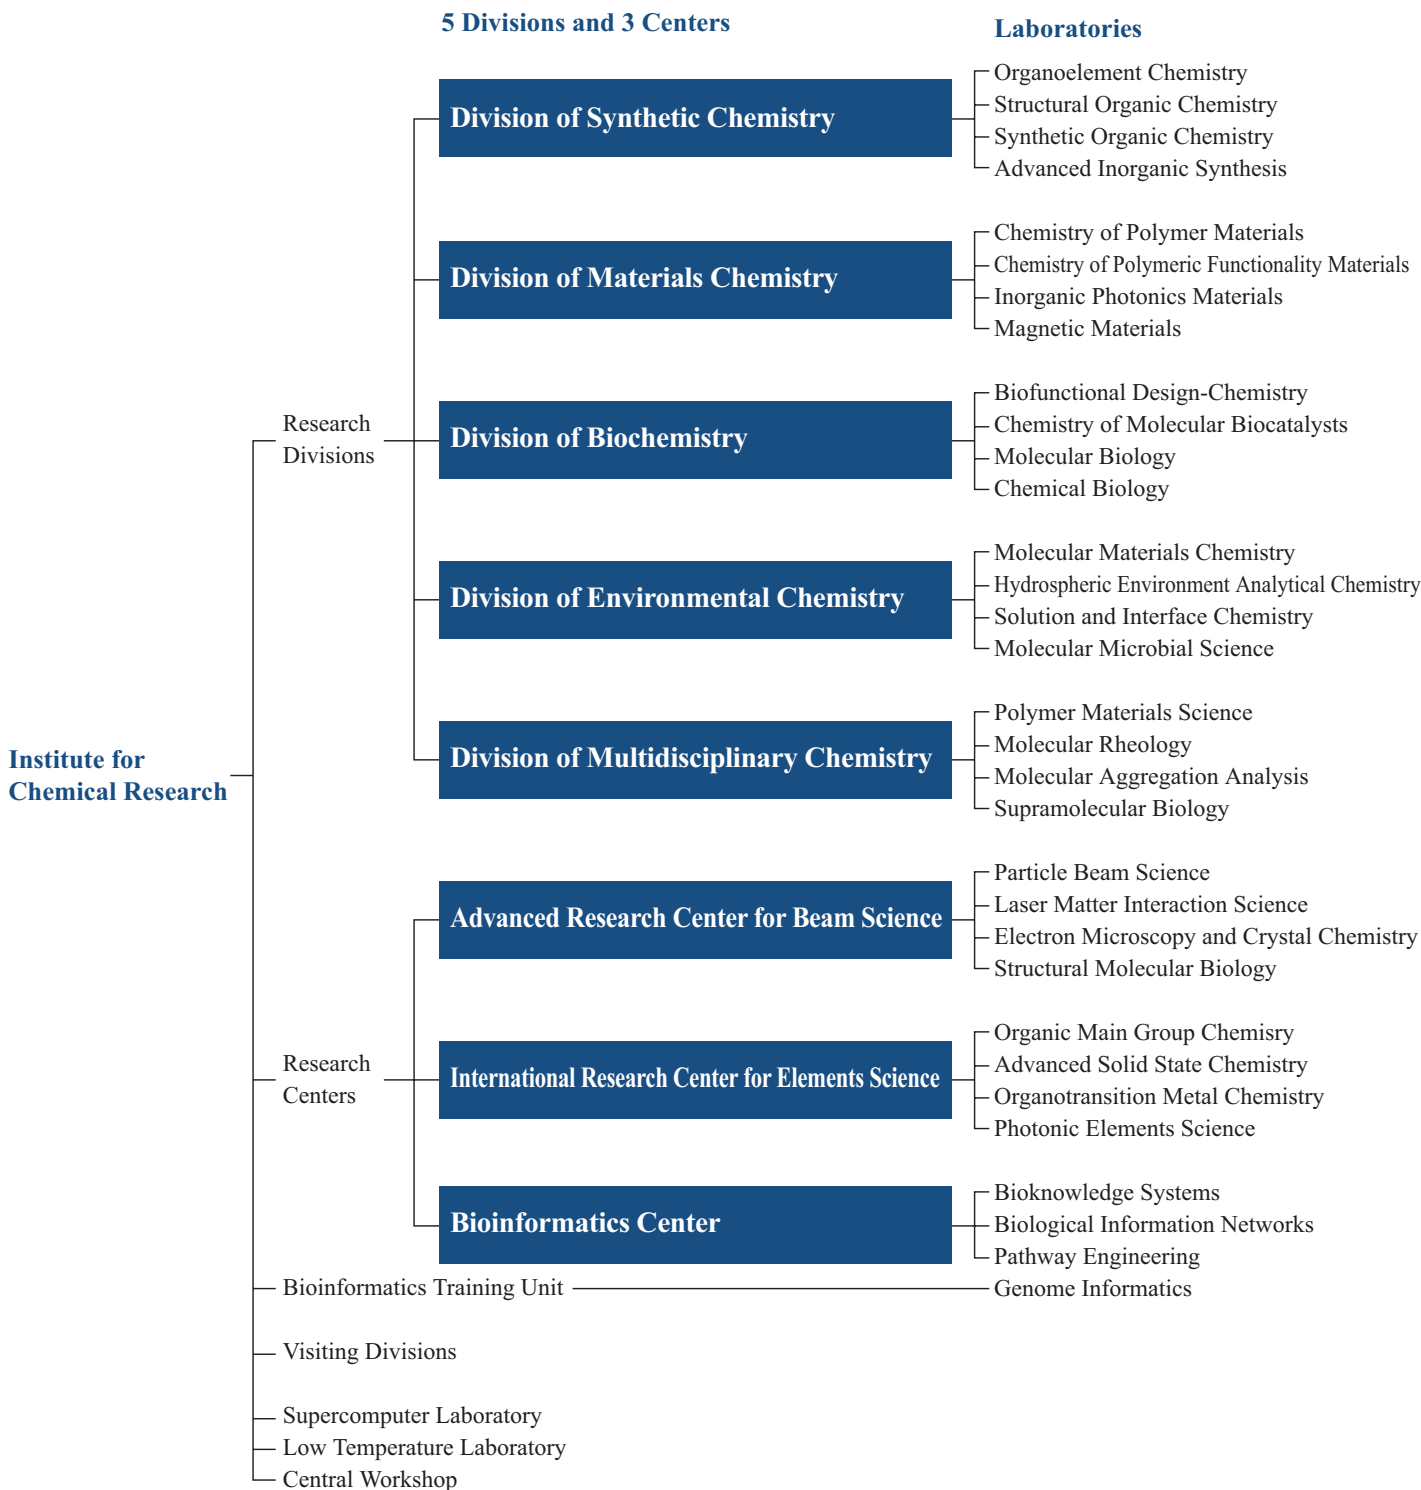 5 Divisions and 3 Centers
Laboratories
Institute for
Chemical Research
Research
Divisions
Division of Synthetic Chemistry
Organoelement Chemistry
Structural Organic Chemistry
Synthetic Organic Chemistry
Advanced Inorganic Synthesis
Division of Materials Chemistry
Chemistry of Polymer Materials
Chemistry of Polymeric Functionality Materials
Inorganic Photonics Materials
Magnetic Materials
Division of Biochemistry
Biofunctional Design-Chemistry
Chemistry of Molecular Biocatalysts
Molecular Biology
Chemical Biology
Division of Environmental Chemistry
Molecular Materials Chemistry
Hydrospheric Environment Analytical Chemistry
Solution and Interface Chemistry
Molecular Microbial Science
Division of Multidisciplinary Chemistry
Polymer Materials Science
Molecular Rheology
Molecular Aggregation Analysis
Supramolecular Biology
Research
Centers
Advanced Research Center for Beam Science
Particle Beam Science
Laser Matter Interaction Science
Electron Microscopy and Crystal Chemistry
Structural Molecular Biology
International Research Center for Elements Science
Organic Main Group Chemisry
Advanced Solid State Chemistry
Organotransition Metal Chemistry
Photonic Elements Science
Bioinformatics Center
Bioknowledge Systems
Biological Information Networks
Pathway Engineering
Bioinformatics Training Unit
Genome Informatics
Visiting Divisions
Supercomputer Laboratory
Low Temperature Laboratory
Central Workshop